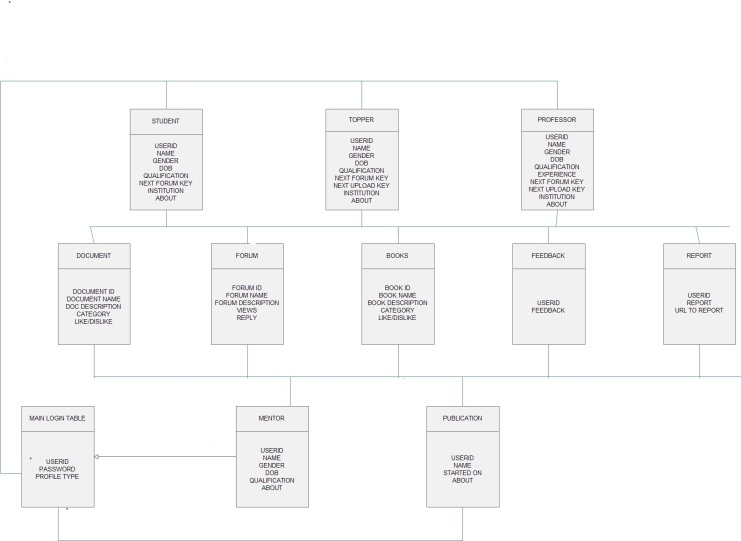 STUDENT
USERID
NAME
GENDER
DOB
QUALIFICATION
NEXT FORUM KEY
INSTITUTION
ABOUT
TOPPER
USERID
NAME
GENDER
DOB
QUALIFICATION
NEXT FORUM KEY
NEXT UPLOAD KEY
INSTITUTION
ABOUT
PROFESSOR
USERID
NAME
GENDER
DOB
QUALIFICATION
EXPERIENCE
NEXT FORUM KEY
NEXT UPLOAD KEY
INSTITUTION
ABOUT
DOCUMENT
DOCUMENT ID
DOCUMENT NAME
DOC DESCRIPTION
CATEGORY
LIKE/DISLIKE
FORUM
FORUM ID
FORUM NAME
FORUM DESCRIPTION
VIEWS
REPLY
BOOKS
BOOK ID
BOOK NAME
BOOK DESCRIPTION
CATEGORY
LIKE/DISLIKE
FEEDBACK
USERID
FEEDBACK
REPORT
USERID
REPORT
URL TO REPORT
MAIN LOGIN TABLE
USERID
PASSWORD
PROFILE TYPE
MENTOR
USERID
NAME
GENDER
DOB
QUALIFICATION
ABOUT
PUBLICATION
USERID
NAME
STARTED ON
ABOUT